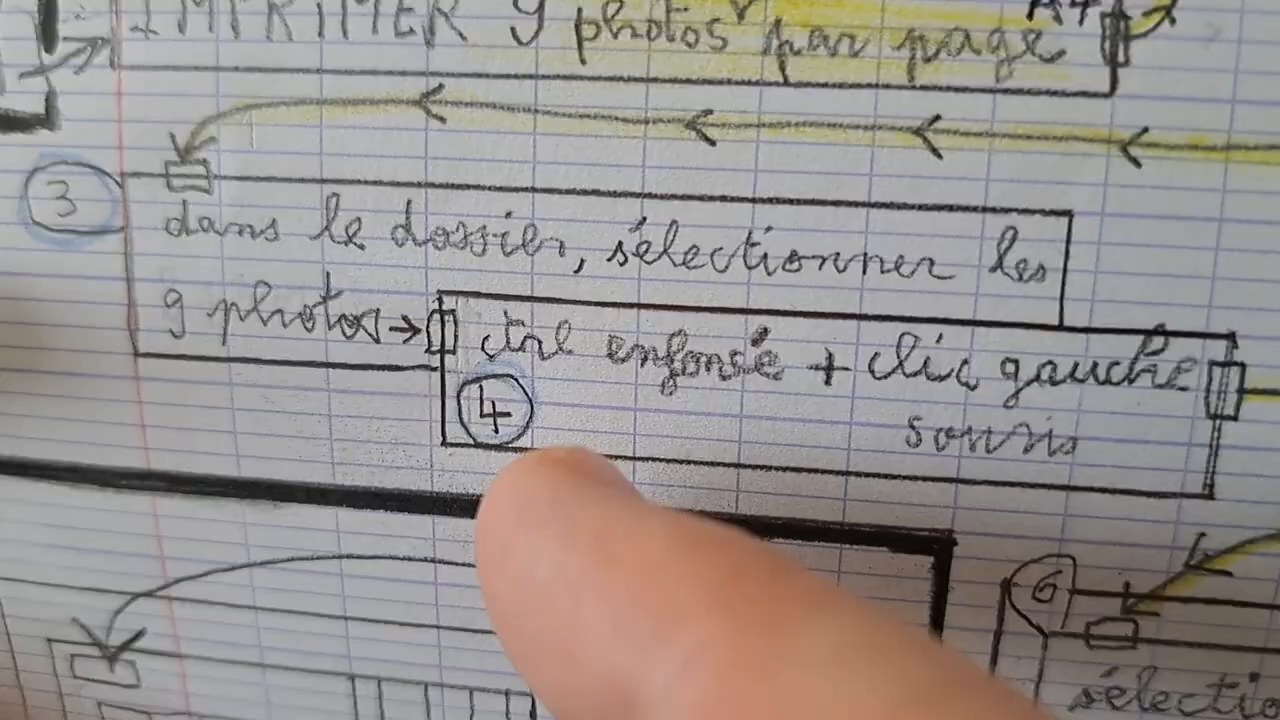 IMPRIMER 9 photos par page A4
3
dans le dossier, sélectionner les
9 photos → ctrl enfoncé + clic gauche
4
souris
6
sélectio